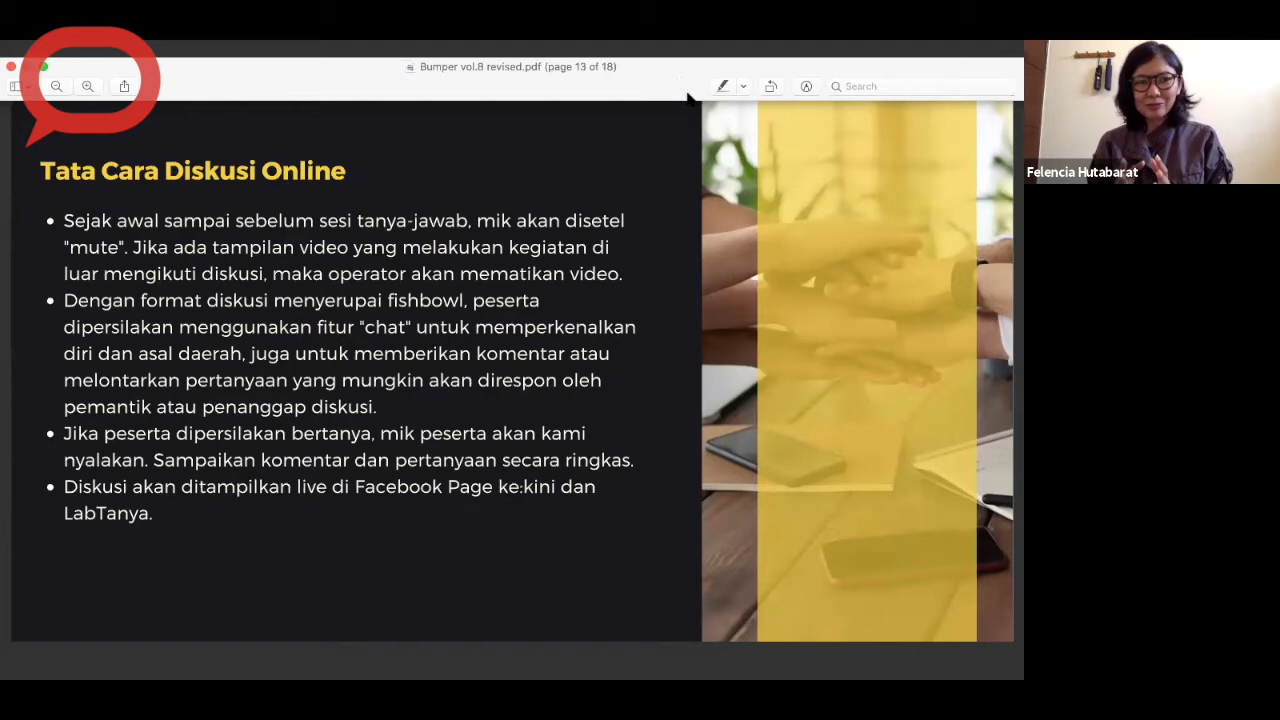 Bumper vol.8 revised.pdf (page 13 of 18)
Search
Felencia Hutabarat
Tata Cara Diskusi Online
• Sejak awal sampai sebelum sesi tanya-jawab, mik akan disetel
"mute". Jika ada tampilan video yang melakukan kegiatan di
luar mengikuti diskusi, maka operator akan mematikan video.
• Dengan format diskusi menyerupai fishbowl, peserta
dipersilakan menggunakan fitur "chat" untuk memperkenalkan
diri dan asal daerah, juga untuk memberikan komentar atau
melontarkan pertanyaan yang mungkin akan direspon oleh
pemantik atau penanggap diskusi.
• Jika peserta dipersilakan bertanya, mik peserta akan kami
nyalakan. Sampaikan komentar dan pertanyaan secara ringkas.
• Diskusi akan ditampilkan live di Facebook Page ke:kini dan
LabTanya.